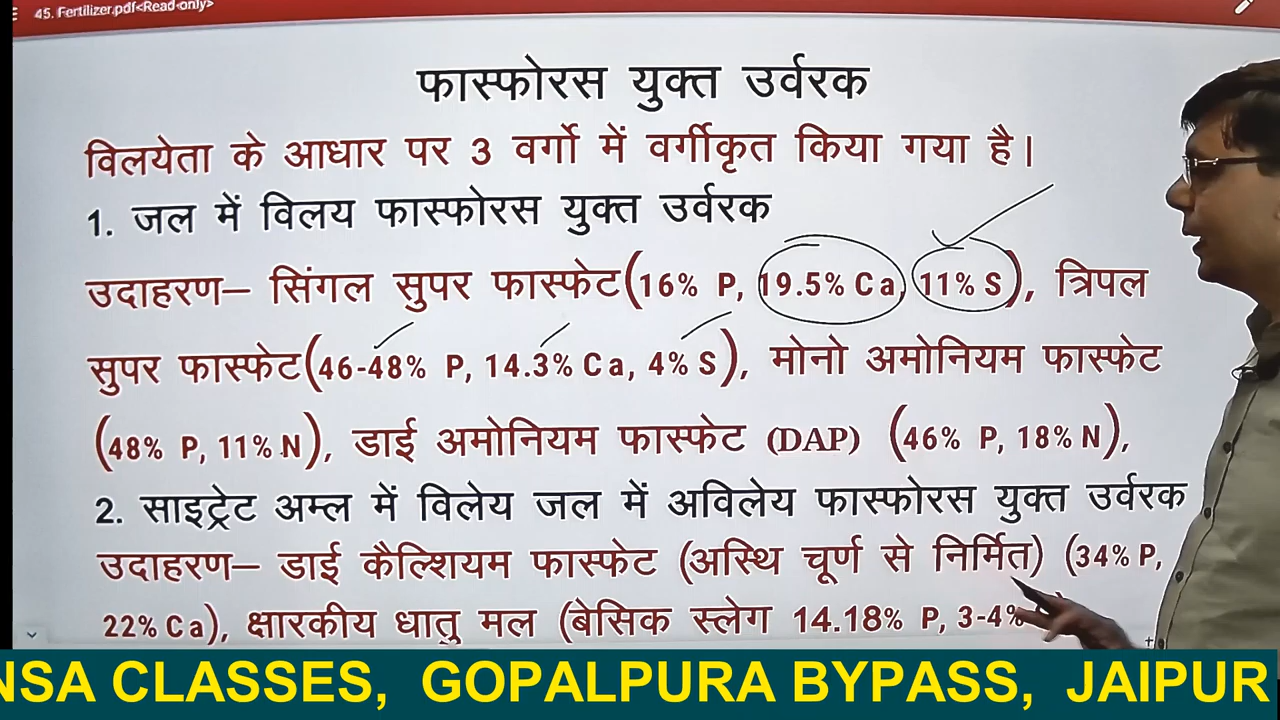 45. Fertilizer.pdf<Read-only>
फास्फोरस युक्त उर्वरक
विलयेता के आधार पर 3 वर्गो में वर्गीकृत किया गया है।
1. जल में विलय फास्फोरस युक्त उर्वरक
उदाहरण– सिंगल सुपर फास्फेट(16% P, 19.5% Ca, 11% S), त्रिपल
सुपर फास्फेट(46-48% P, 14.3% Ca, 4% S), मोनो अमोनियम फास्फेट
(48% P, 11% N), डाई अमोनियम फास्फेट (DAP) (46% P, 18% N),
2. साइट्रेट अम्ल में विलेय जल में अविलेय फास्फोरस युक्त उर्वरक
उदाहरण– डाई कैल्शियम फास्फेट (अस्थि चूर्ण से निर्मित) (34% P,
22% Ca), क्षारकीय धातु मल (बेसिक स्लेग 14.18% P, 3-4%
NSA CLASSES, GOPALPURA BYPASS, JAIPUR